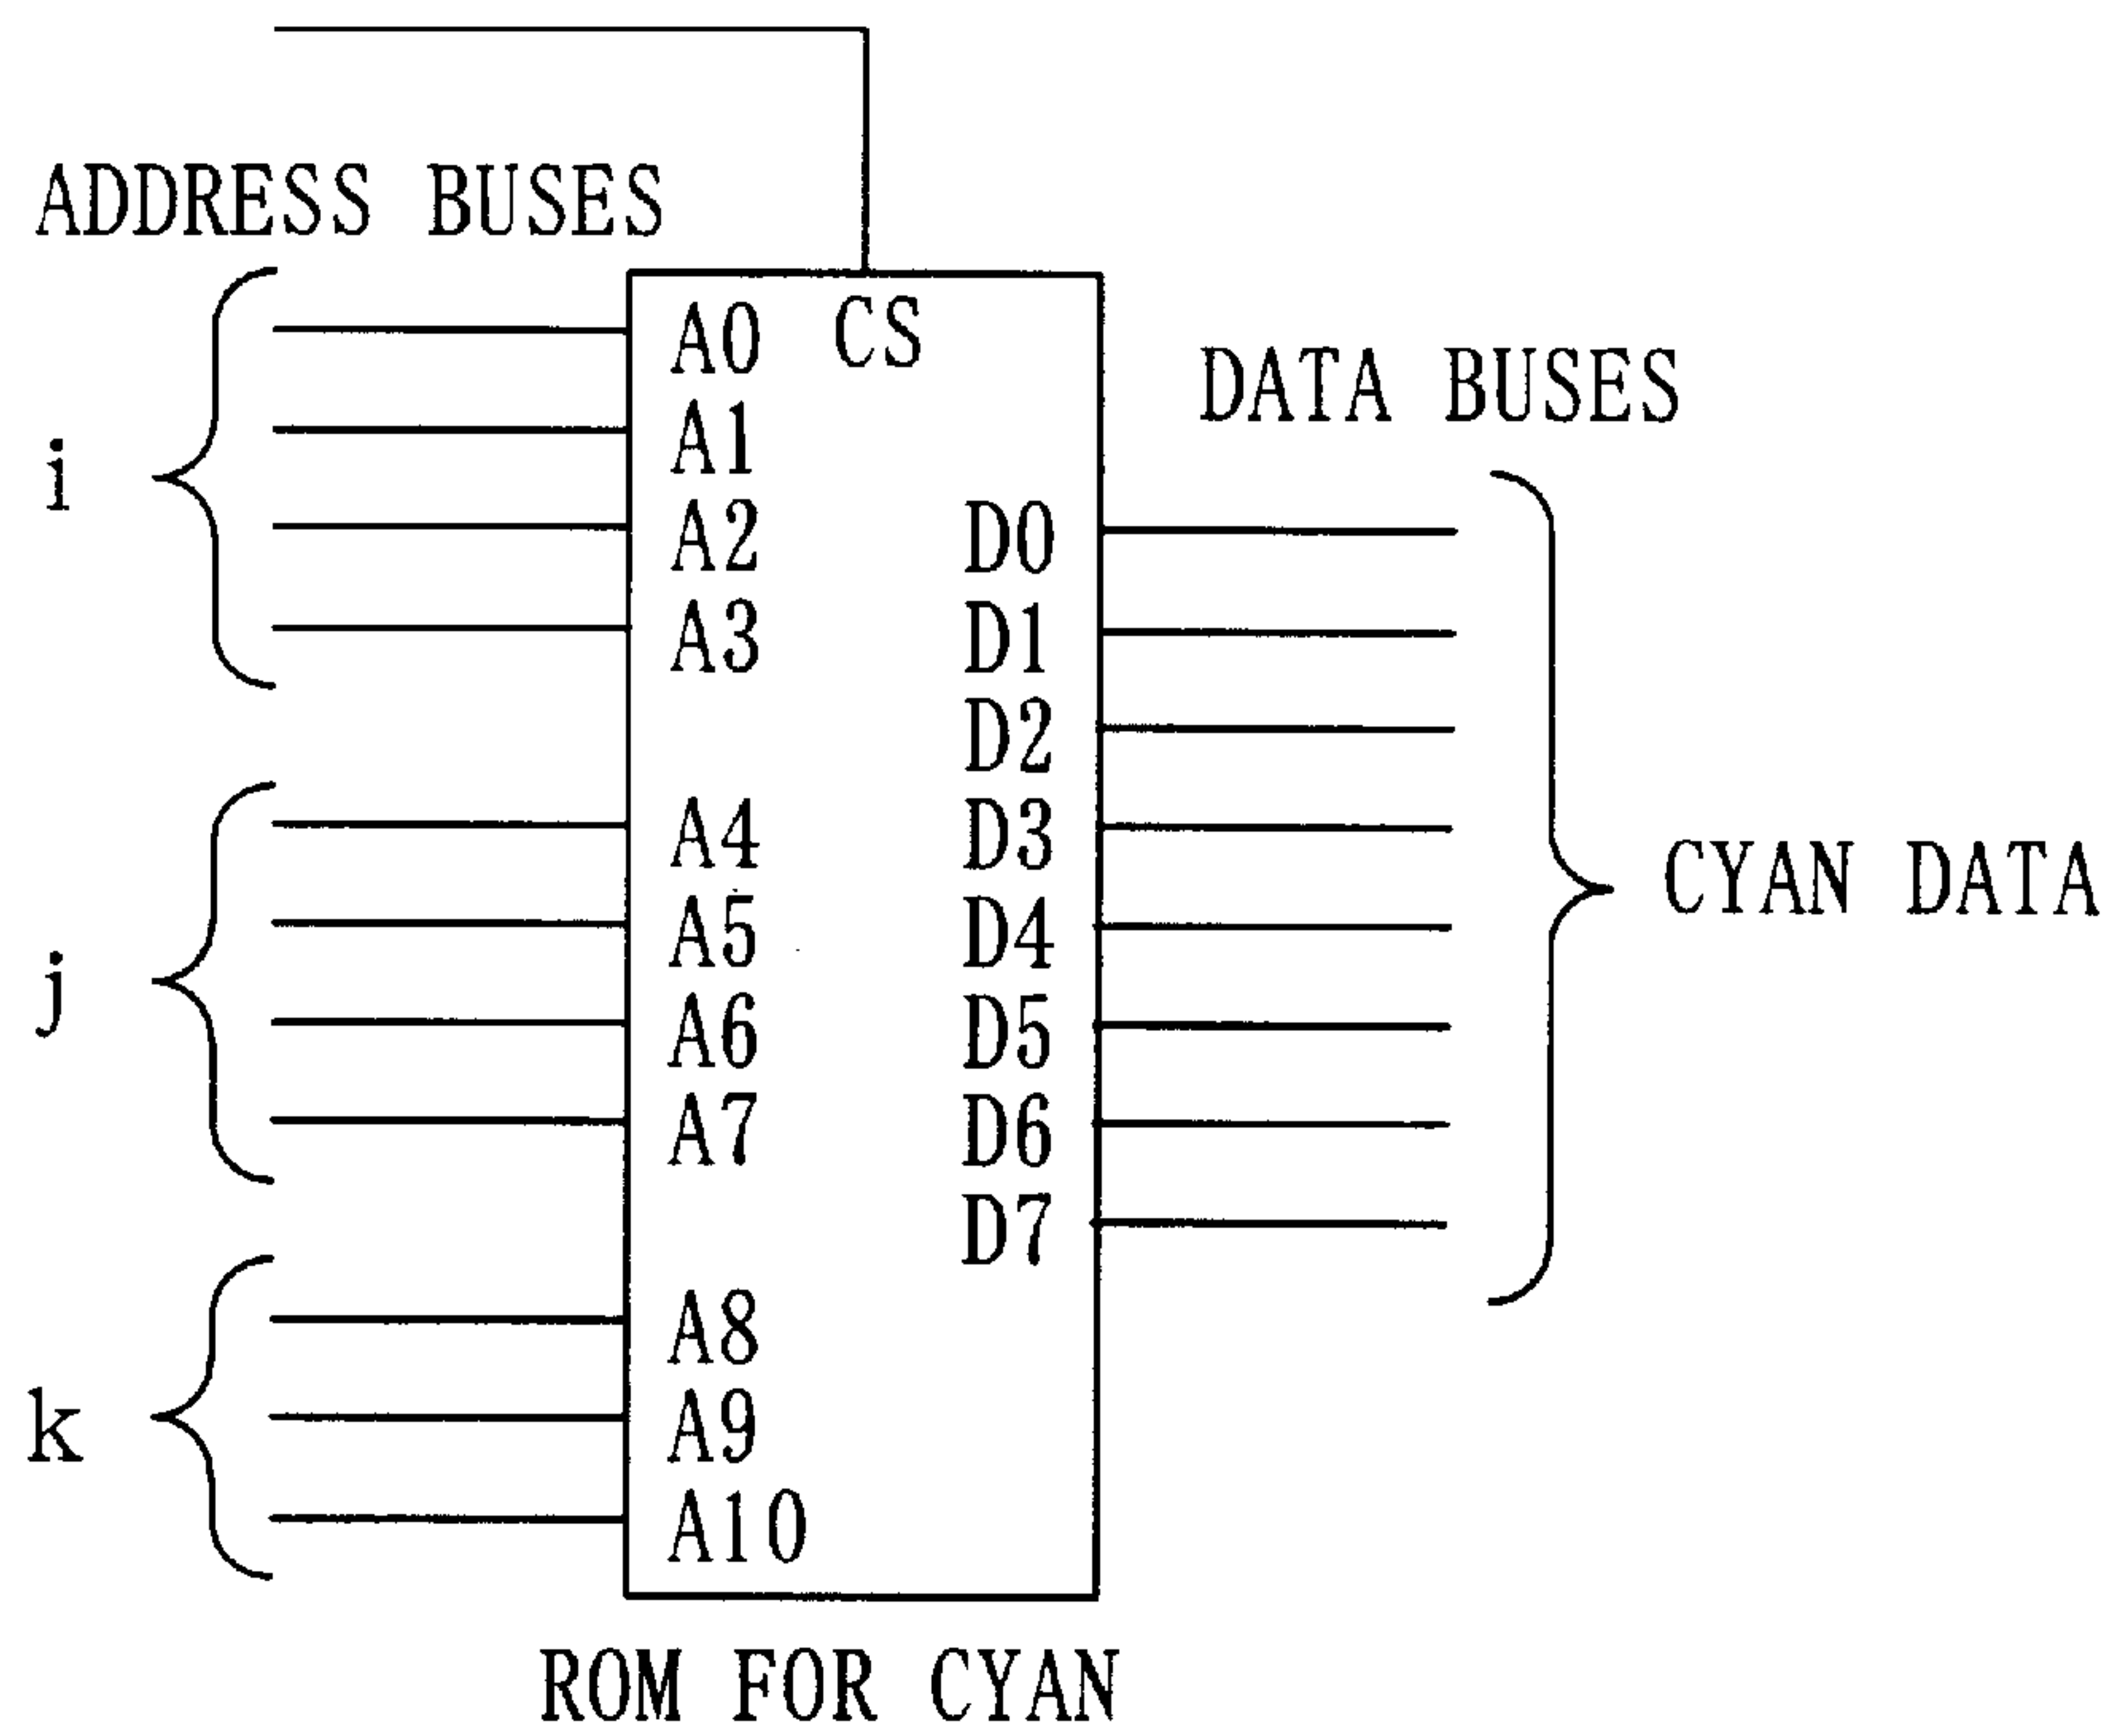 ADDRESS BUSES
i
j
k
A0
A1
A2
A3
A4
A5
A6
A7
A8
A9
A10
CS
DATA BUSES
D0
D1
D2
D3
D4
D5
D6
D7
CYAN DATA
ROM FOR CYAN